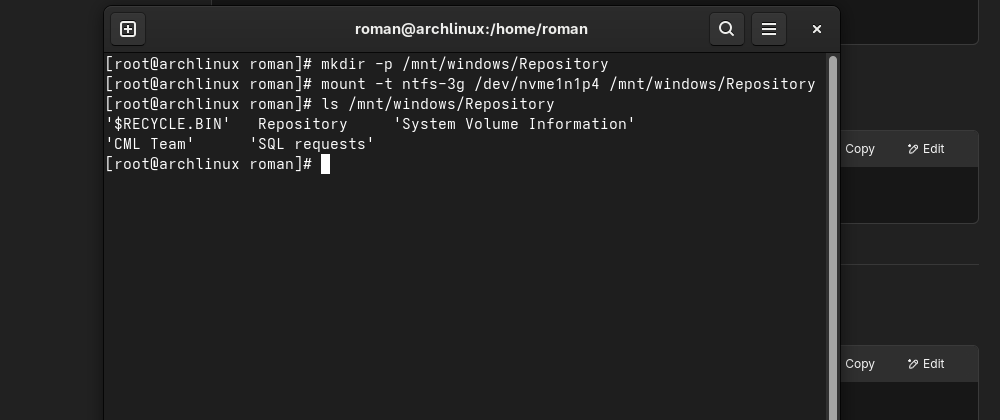 roman@archlinux:/home/roman
[root@archlinux roman]# mkdir -p /mnt/windows/Repository
[root@archlinux roman]# mount -t ntfs-3g /dev/nvme1n1p4 /mnt/windows/Repository
[root@archlinux roman]# ls /mnt/windows/Repository
'$RECYCLE.BIN'   Repository     'System Volume Information'
'CML Team'      'SQL requests'
[root@archlinux roman]#
Copy Edit
Copy Edit